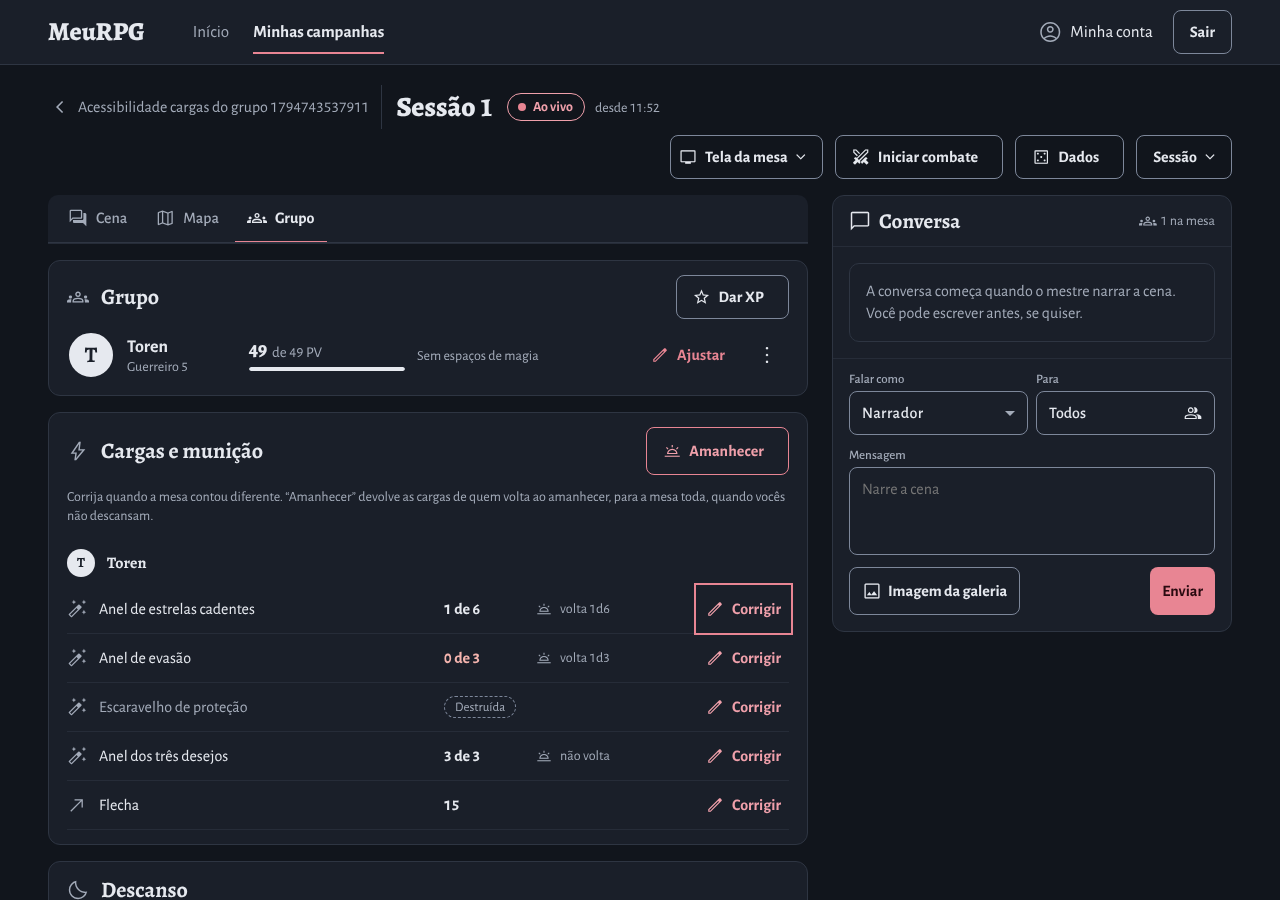 MeuRPG
Início
Minhas campanhas
Minha conta
Sair
Acessibilidade cargas do grupo 1794743537911
Sessão 1
Ao vivo
desde 11:52
Tela da mesa
Iniciar combate
Dados
Sessão
Cena
Mapa
Grupo
Grupo
Dar XP
T
Toren
Guerreiro 5
49 de 49 PV
Sem espaços de magia
Ajustar
Cargas e munição
Amanhecer
Corrija quando a mesa contou diferente. “Amanhecer” devolve as cargas de quem volta ao amanhecer, para a mesa toda, quando vocês
não descansam.
T
Toren
Anel de estrelas cadentes
1 de 6
volta 1d6
Corrigir
Anel de evasão
0 de 3
volta 1d3
Corrigir
Escaravelho de proteção
Destruída
Corrigir
Anel dos três desejos
3 de 3
não volta
Corrigir
Flecha
15
Corrigir
Descanso
Conversa
1 na mesa
A conversa começa quando o mestre narrar a cena.
Você pode escrever antes, se quiser.
Falar como
Para
Narrador
Todos
Mensagem
Narre a cena
Imagem da galeria
Enviar